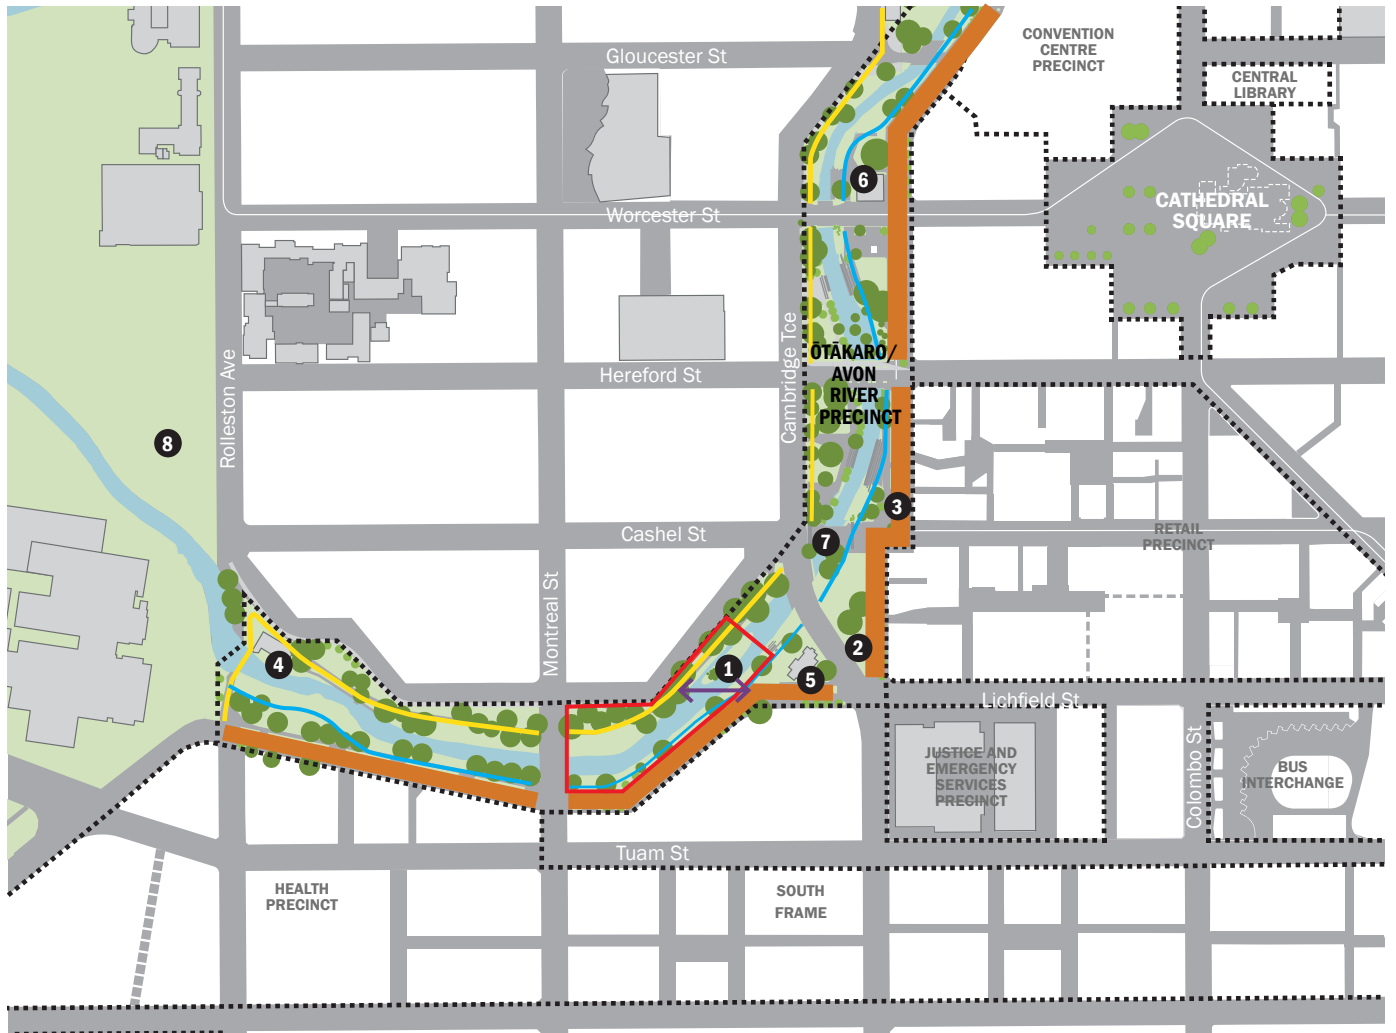 Gloucester St
CONVENTION
CENTRE
PRECINCT
CENTRAL
LIBRARY
6
Worcester St
CATHEDRAL
SQUARE
Cambridge Tce
ŌTĀKARO/
AVON
RIVER
PRECINCT
Hereford St
Rolleston Ave
8
3
Cashel St
7
RETAIL
PRECINCT
Montreal St
4
1
2
5
Lichfield St
JUSTICE AND
EMERGENCY
SERVICES
PRECINCT
Colombo St
BUS
INTERCHANGE
Tuam St
HEALTH
PRECINCT
SOUTH
FRAME